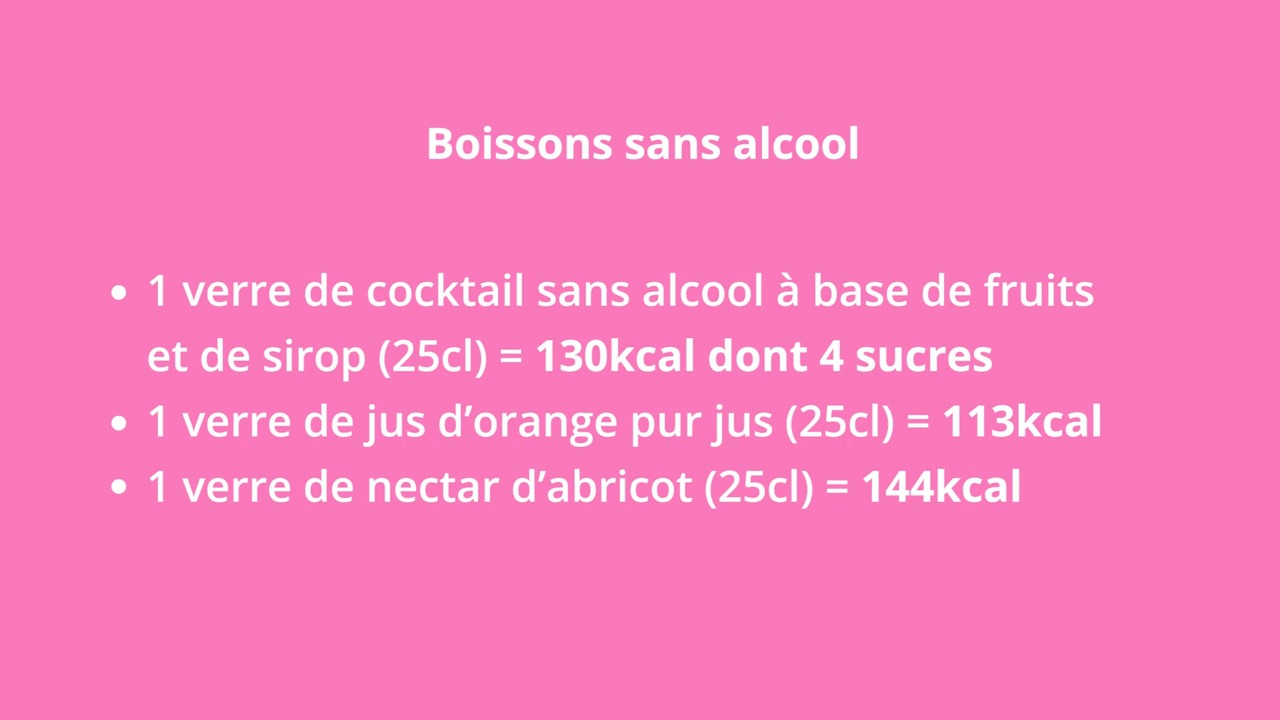 Boissons sans alcool
• 1 verre de cocktail sans alcool à base de fruits
et de sirop (25cl) = 130kcal dont 4 sucres
• 1 verre de jus d’orange pur jus (25cl) = 113kcal
• 1 verre de nectar d’abricot (25cl) = 144kcal